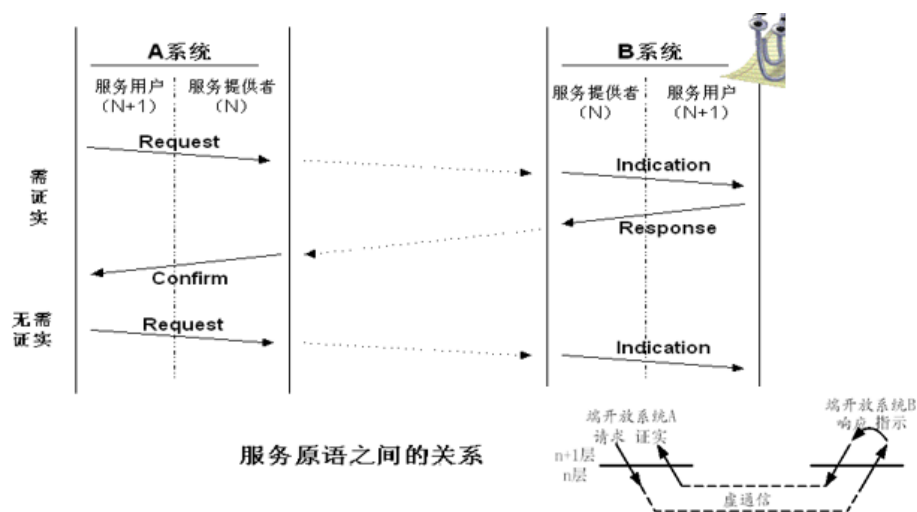 A系统
B系统
服务用户
（N+1）
服务提供者
（N）
服务提供者
（N）
服务用户
（N+1）
需
证
实
Request
Indication
Response
Confirm
无需
证实
Request
Indication
服务原语之间的关系
端开放系统A
请求 证实
端开放系统B
响应 指示
n+1层
n层
虚通信